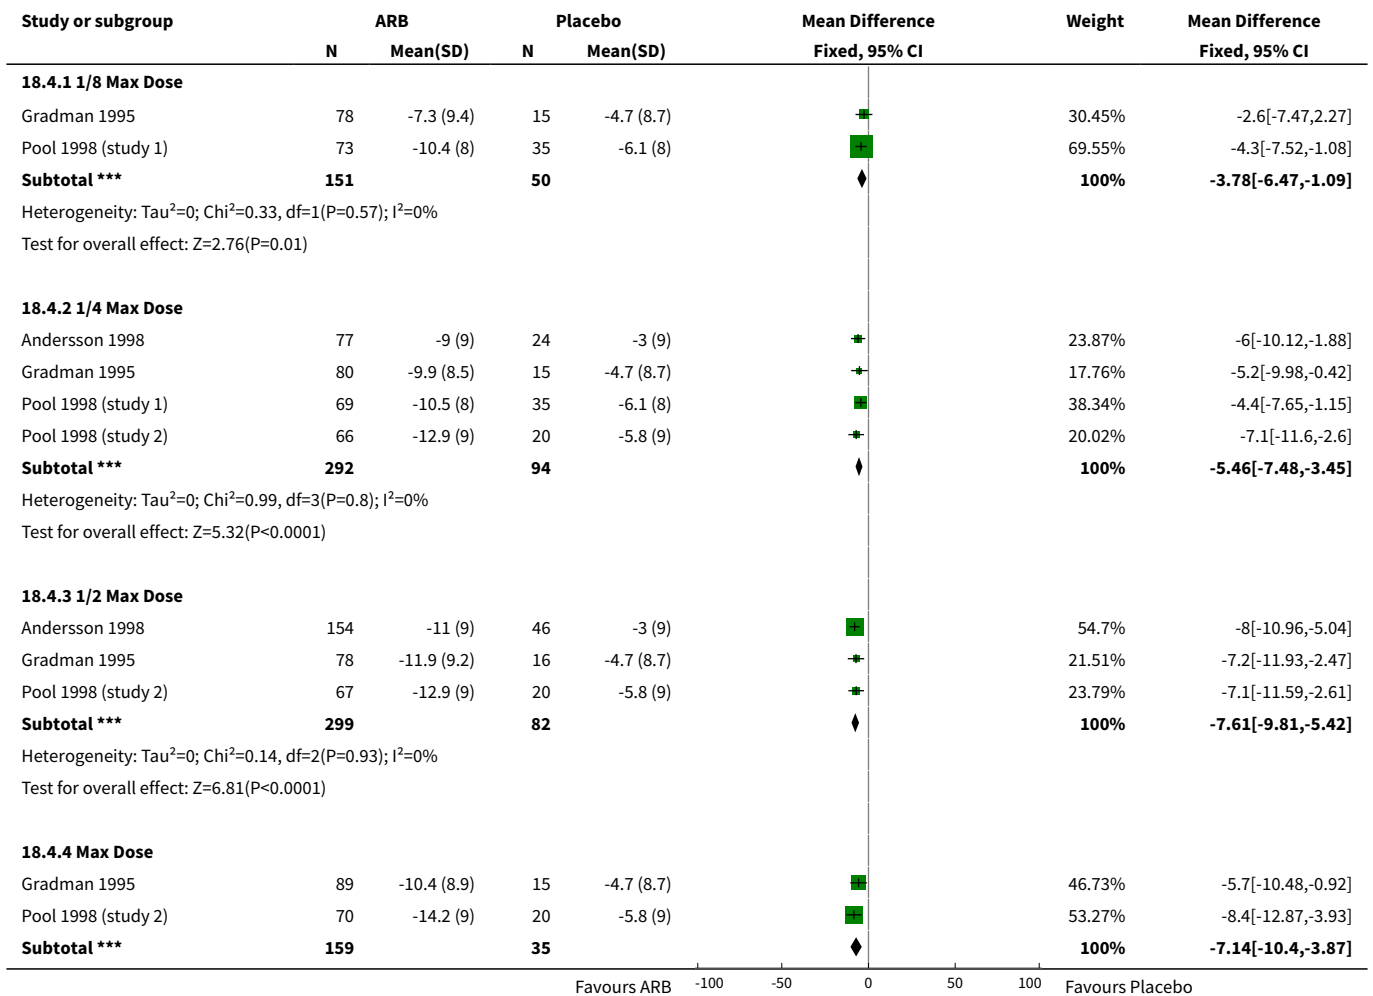 Study or subgroup ARB Placebo Mean Difference Weight Mean Difference
N Mean(SD) N Mean(SD) Fixed, 95% CI Fixed, 95% CI
18.4.1 1/8 Max Dose
Gradman 1995 78 -7.3 (9.4) 15 -4.7 (8.7) 30.45% -2.6[-7.47,2.27]
Pool 1998 (study 1) 73 -10.4 (8) 35 -6.1 (8) 69.55% -4.3[-7.52,-1.08]
Subtotal *** 151 50 100% -3.78[-6.47,-1.09]
Heterogeneity: Tau²=0; Chi²=0.33, df=1(P=0.57); I²=0%
Test for overall effect: Z=2.76(P=0.01)
18.4.2 1/4 Max Dose
Andersson 1998 77 -9 (9) 24 -3 (9) 23.87% -6[-10.12,-1.88]
Gradman 1995 80 -9.9 (8.5) 15 -4.7 (8.7) 17.76% -5.2[-9.98,-0.42]
Pool 1998 (study 1) 69 -10.5 (8) 35 -6.1 (8) 38.34% -4.4[-7.65,-1.15]
Pool 1998 (study 2) 66 -12.9 (9) 20 -5.8 (9) 20.02% -7.1[-11.6,-2.6]
Subtotal *** 292 94 100% -5.46[-7.48,-3.45]
Heterogeneity: Tau²=0; Chi²=0.99, df=3(P=0.8); I²=0%
Test for overall effect: Z=5.32(P<0.0001)
18.4.3 1/2 Max Dose
Andersson 1998 154 -11 (9) 46 -3 (9) 54.7% -8[-10.96,-5.04]
Gradman 1995 78 -11.9 (9.2) 16 -4.7 (8.7) 21.51% -7.2[-11.93,-2.47]
Pool 1998 (study 2) 67 -12.9 (9) 20 -5.8 (9) 23.79% -7.1[-11.59,-2.61]
Subtotal *** 299 82 100% -7.61[-9.81,-5.42]
Heterogeneity: Tau²=0; Chi²=0.14, df=2(P=0.93); I²=0%
Test for overall effect: Z=6.81(P<0.0001)
18.4.4 Max Dose
Gradman 1995 89 -10.4 (8.9) 15 -4.7 (8.7) 46.73% -5.7[-10.48,-0.92]
Pool 1998 (study 2) 70 -14.2 (9) 20 -5.8 (9) 53.27% -8.4[-12.87,-3.93]
Subtotal *** 159 35 100% -7.14[-10.4,-3.87]
Favours ARB -100 -50 0 50 100 Favours Placebo